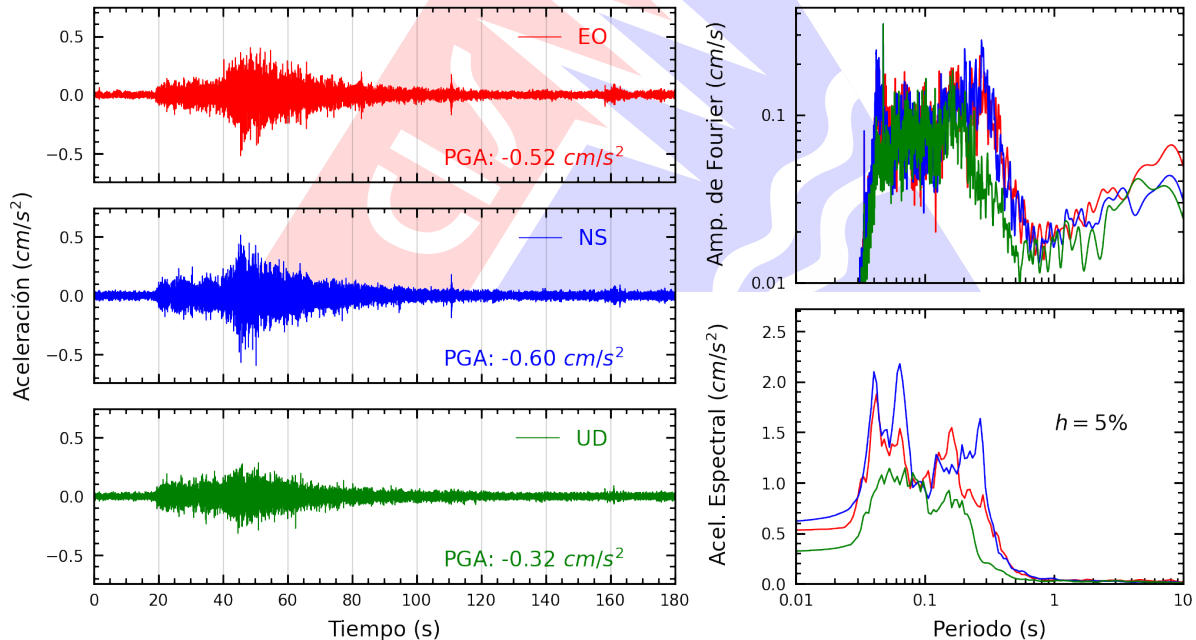 0.5
0.0
−0.5
EO
PGA: -0.52 cm/s²
0.5
0.0
−0.5
NS
PGA: -0.60 cm/s²
0.5
0.0
−0.5
UD
PGA: -0.32 cm/s²
0 20 40 60 80 100 120 140 160 180
Tiempo (s)
Aceleración (cm/s²)
Amp. de Fourier (cm/s)
0.1
0.01
Acel. Espectral (cm/s²)
2.5
2.0
1.5
1.0
0.5
0.0
h = 5%
0.01 0.1 1 10
Periodo (s)